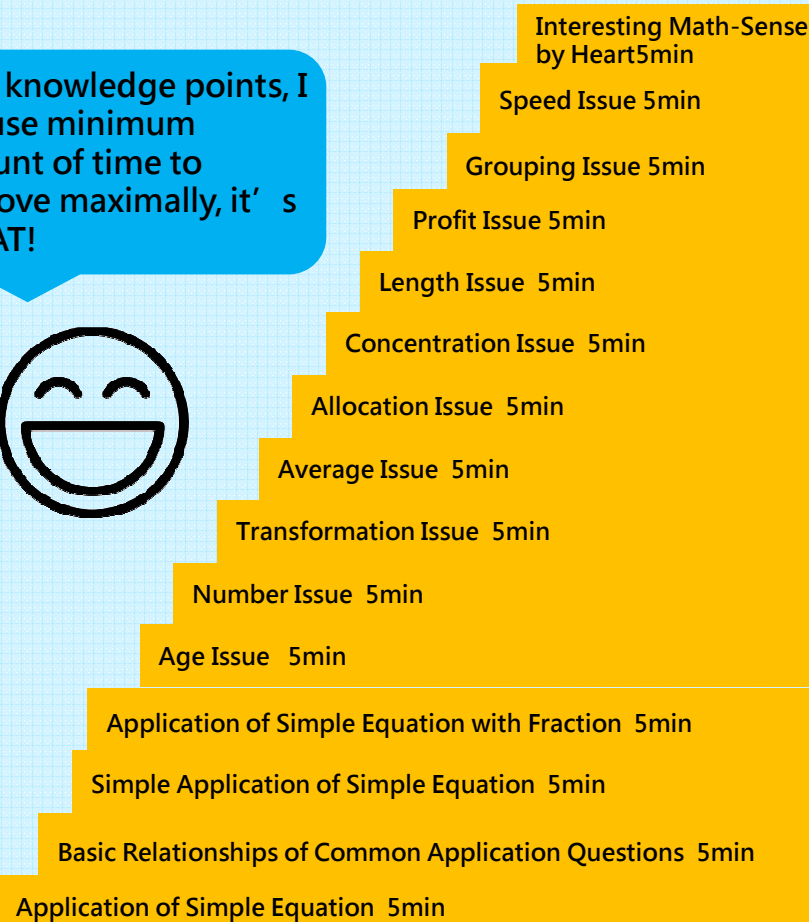 knowledge points, I
use minimum
of time to
maximally, it' s
Interesting Math-Sense
by Heart5min
Speed Issue 5min
Grouping Issue 5min
Profit Issue 5min
Length Issue 5min
Concentration Issue 5min
Allocation Issue 5min
Average Issue 5min
Transformation Issue 5min
Number Issue 5min
Age Issue 5min
Application of Simple Equation with Fraction 5min
Simple Application of Simple Equation 5min
Basic Relationships of Common Application Questions 5min
Application of Simple Equation 5min